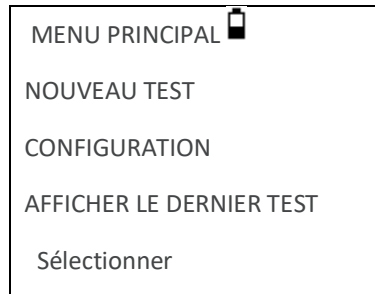 MENU PRINCIPAL
NOUVEAU TEST
CONFIGURATION
AFFICHER LE DERNIER TEST
Sélectionner